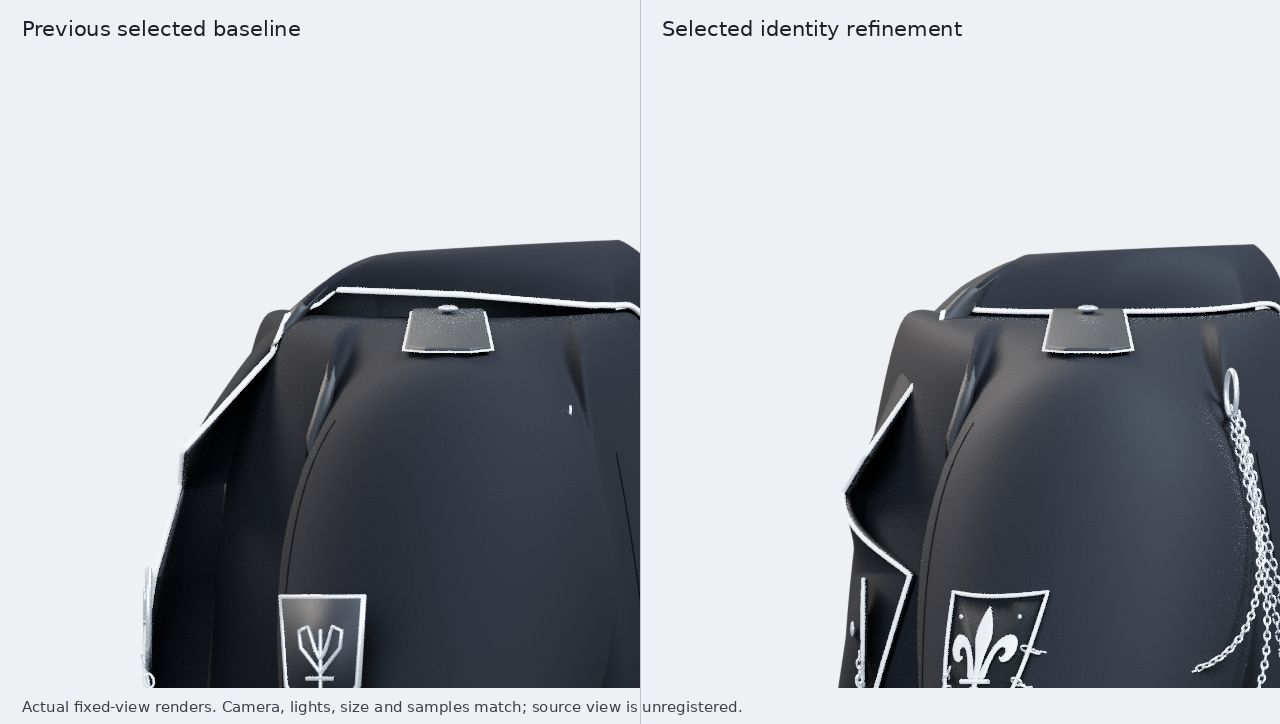 Previous selected baseline
Selected identity refinement
Actual fixed-view renders. Camera, lights, size and samples match; source view is unregistered.